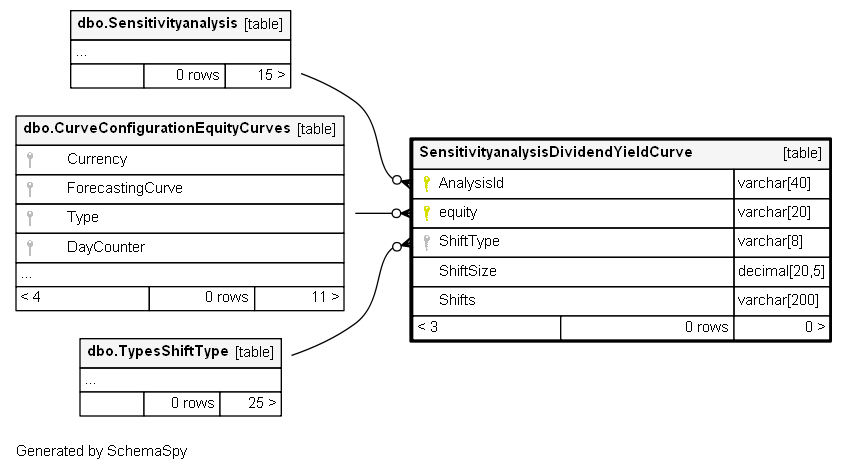 dbo.Sensitivityanalysis [table]
...
0 rows 15 >
dbo.CurveConfigurationEquityCurves [table]
Currency
ForecastingCurve
Type
DayCounter
...
< 4 0 rows 11 >
dbo.TypesShiftType [table]
...
0 rows 25 >
SensitivityanalysisDividendYieldCurve [table]
AnalysisId varchar[40]
equity varchar[20]
ShiftType varchar[8]
ShiftSize decimal[20,5]
Shifts varchar[200]
< 3 0 rows 0 >
Generated by SchemaSpy